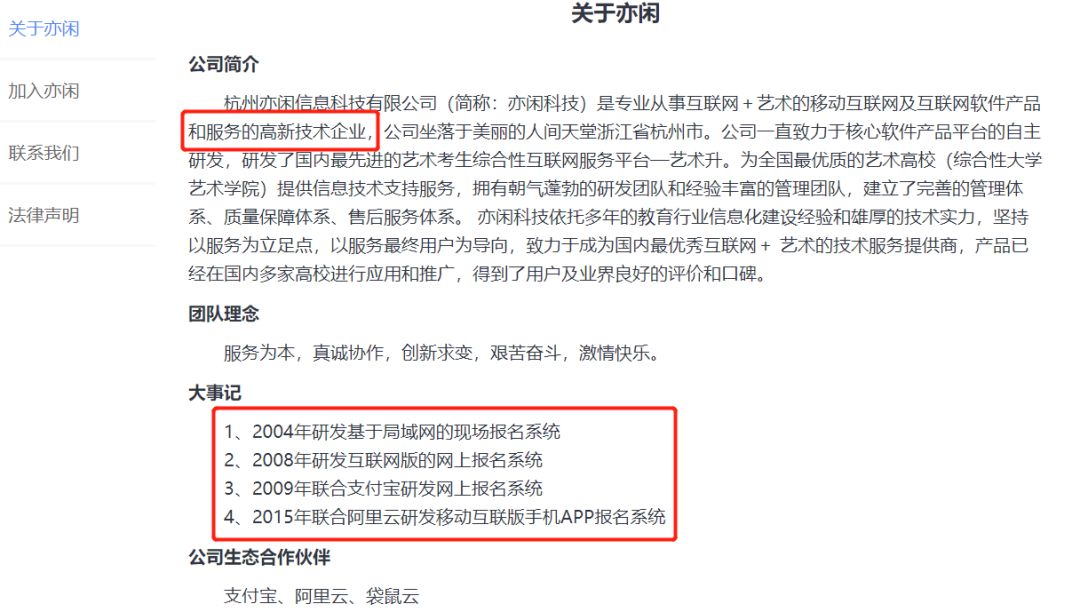 关于亦闲
关于亦闲
加入亦闲
联系我们
法律声明
公司简介
杭州亦闲信息科技有限公司（简称：亦闲科技）是专业从事互联网＋艺术的移动互联网及互联网软件产品
和服务的高新技术企业，公司坐落于美丽的人间天堂浙江省杭州市。公司一直致力于核心软件产品平台的自主
研发，研发了国内最先进的艺术考生综合性互联网服务平台—艺术升。为全国最优质的艺术高校（综合性大学
艺术学院）提供信息技术支持服务，拥有朝气蓬勃的研发团队和经验丰富的管理团队，建立了完善的管理体
系、质量保障体系、售后服务体系。 亦闲科技依托多年的教育行业信息化建设经验和雄厚的技术实力，坚持
以服务为立足点，以服务最终用户为导向，致力于成为国内最优秀互联网＋ 艺术的技术服务提供商，产品已
经在国内多家高校进行应用和推广，得到了用户及业界良好的评价和口碑。
团队理念
服务为本，真诚协作，创新求变，艰苦奋斗，激情快乐。
大事记
1、2004年研发基于局域网的现场报名系统
2、2008年研发互联网版的网上报名系统
3、2009年联合支付宝研发网上报名系统
4、2015年联合阿里云研发移动互联版手机APP报名系统
公司生态合作伙伴
支付宝、阿里云、袋鼠云